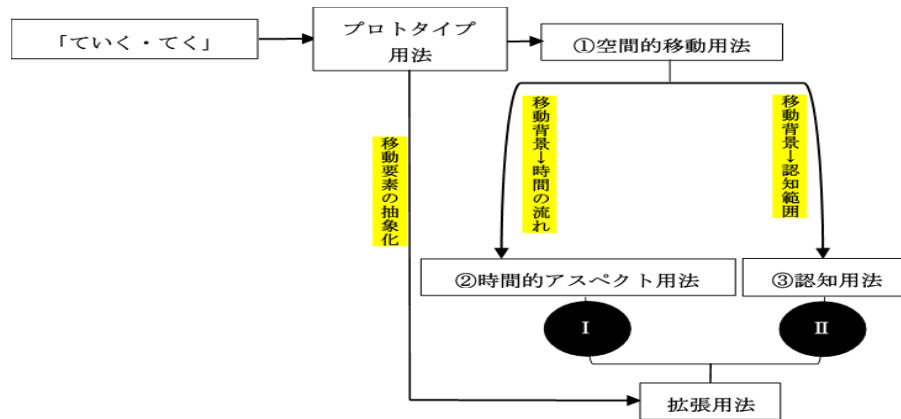 「ていく・てく」
プロトタイプ
用法
①空間的移動用法
移動要素の抽象化
移動背景→時間の流れ
移動背景→認知範囲
②時間的アスペクト用法
③認知用法
Ⅰ
Ⅱ
拡張用法